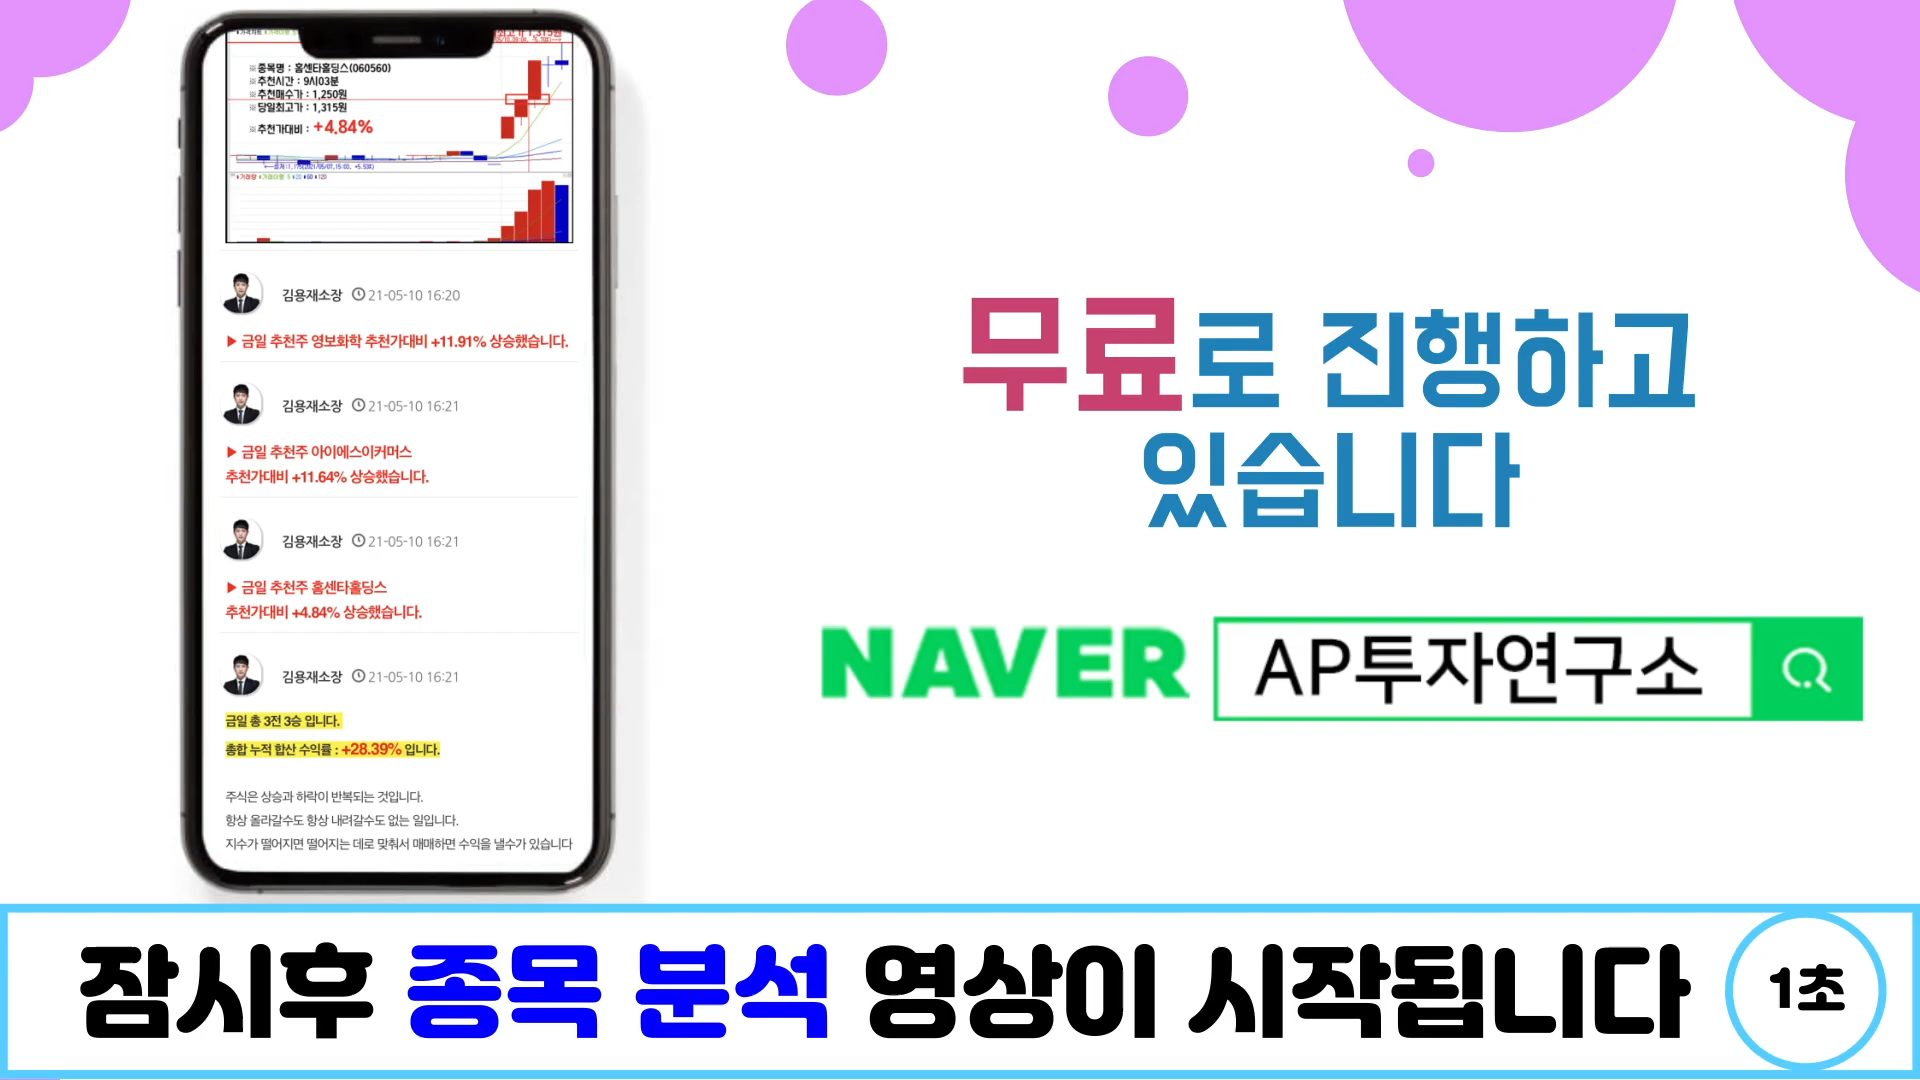 ※종목명 : 홈센타홀딩스(060560)
※추천시간 : 9시03분
※추천매수가 : 1,250원
※당일최고가 : 1,315원
※추천가대비 : +4.84%
김용재소장 21-05-10 16:20
▶ 금일 추천주 영보화학 추천가대비 +11.91% 상승했습니다.
김용재소장 21-05-10 16:21
▶ 금일 추천주 아이에스이커머스
추천가대비 +11.64% 상승했습니다.
김용재소장 21-05-10 16:21
▶ 금일 추천주 홈센타홀딩스
추천가대비 +4.84% 상승했습니다.
김용재소장 21-05-10 16:21
금일 총 3전 3승 입니다.
총합 누적 합산 수익률 : +28.39% 입니다.
주식은 상승과 하락이 반복되는 것입니다.
항상 올라갈수도 항상 내려갈수도 없는 일입니다.
지수가 떨어지면 떨어지는 데로 맞춰서 매매하면 수익을 낼수가 있습니다
무료로 진행하고
있습니다
NAVER AP투자연구소
잠시후 종목 분석 영상이 시작됩니다 1초